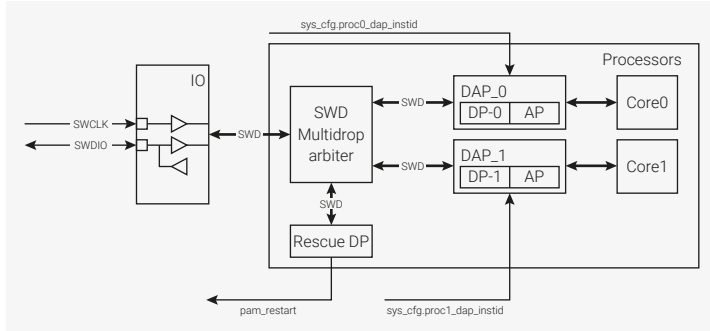 sys_cfg.proc0_dap_instid
Processors
IO
SWD
Multidrop
arbiter
DAP_0
DP-0
AP
Core0
SWCLK
SWDIO
SWD
SWD
SWD
DAP_1
DP-1
AP
Core1
SWD
Rescue DP
psm_restart
sys_cfg.proc1_dap_instid